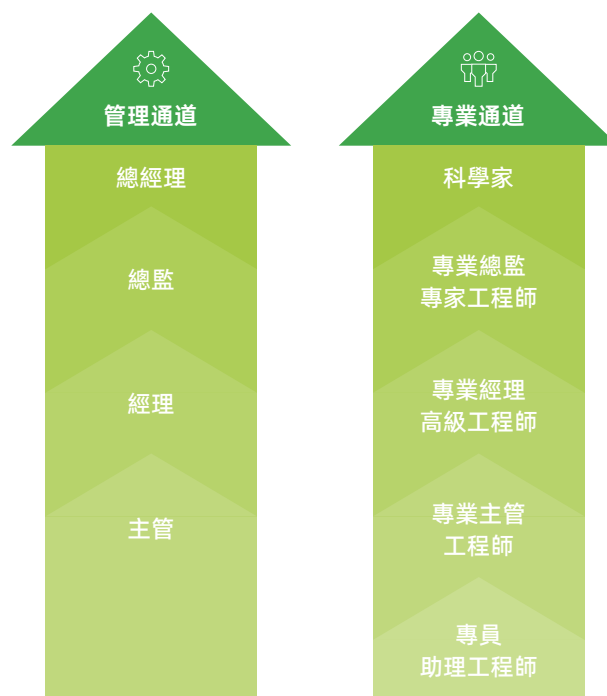 管理通道
總經理
總監
經理
主管
專業通道
科學家
專業總監
專家工程師
專業經理
高級工程師
專業主管
工程師
專員
助理工程師